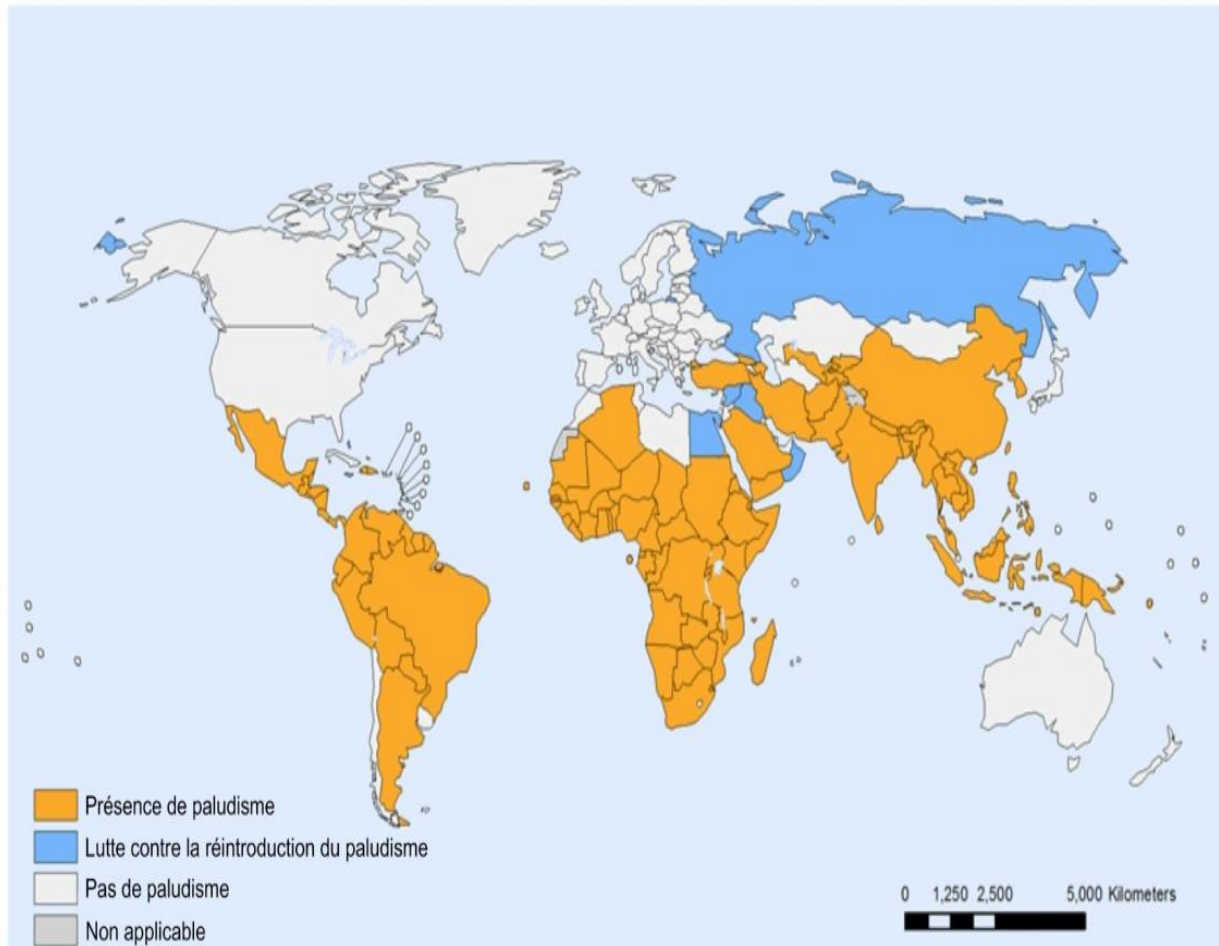 Présence de paludisme
Lutte contre la réintroduction du paludisme
Pas de paludisme
Non applicable
0 1,250 2,500 5,000 Kilometers